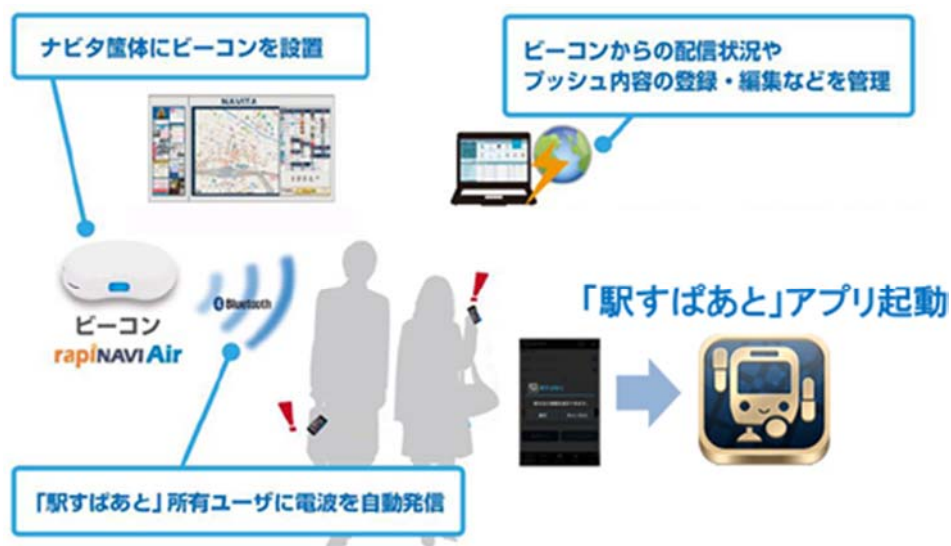 ナビタ筐体にビーコンを設置
ビーコンからの配信状況や
プッシュ内容の登録・編集などを管理
NAVITA
Bluetooth
ビーコン
rapiNAVI Air
「駅すぱあと」アプリ起動
「駅すぱあと」所有ユーザに電波を自動発信